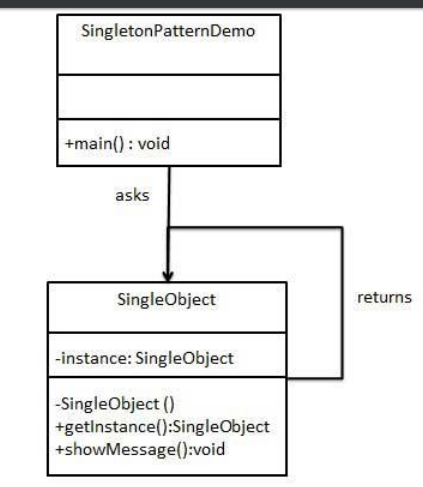 SingletonPatternDemo
+main() : void
asks
returns
SingleObject
-instance: SingleObject
-SingleObject ()
+getInstance():SingleObject
+showMessage():void